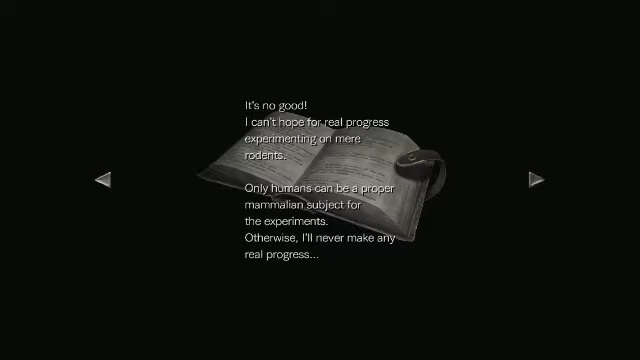 It's no good!
I can't hope for real progress
experimenting on mere
rodents.
Only humans can be a proper
mammalian subject for
the experiments.
Otherwise, I'll never make any
real progress...